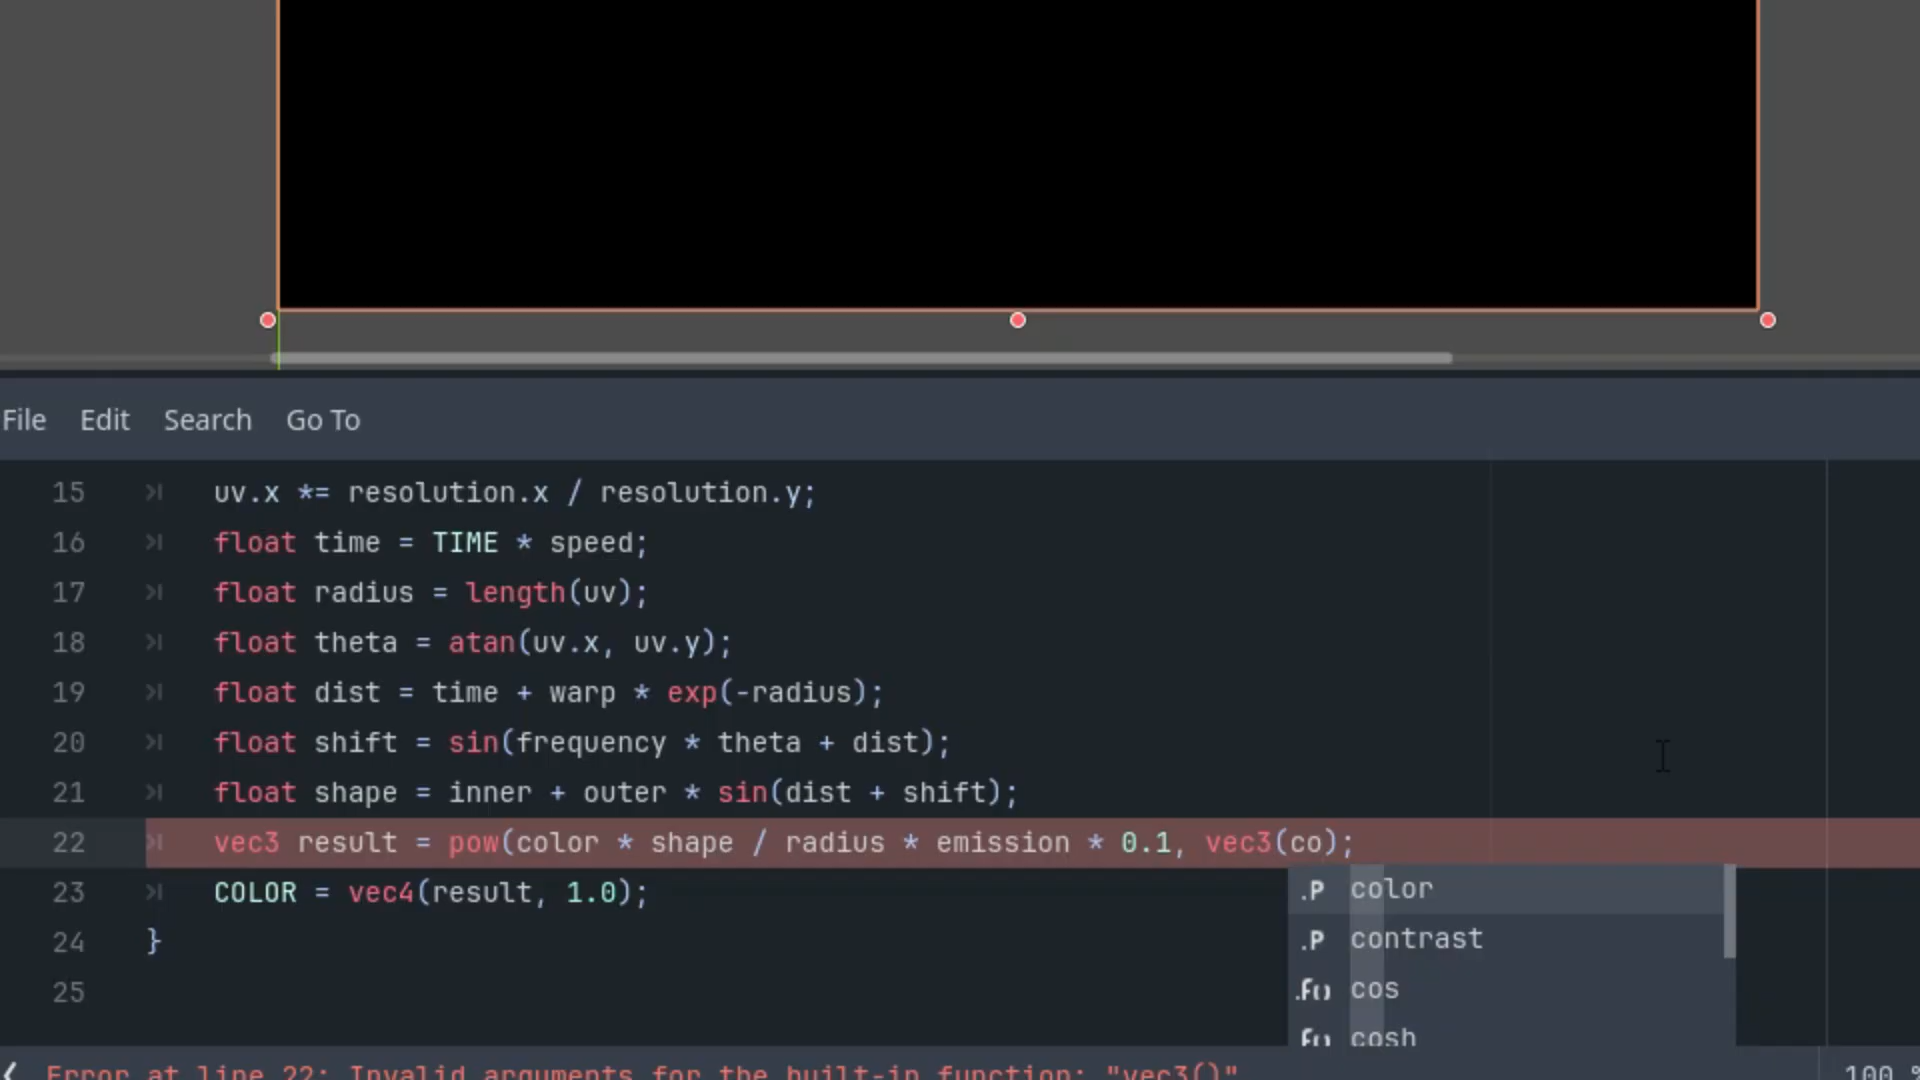 File Edit Search Go To
15 uv.x *= resolution.x / resolution.y;
16 float time = TIME * speed;
17 float radius = length(uv);
18 float theta = atan(uv.x, uv.y);
19 float dist = time + warp * exp(-radius);
20 float shift = sin(frequency * theta + dist);
21 float shape = inner + outer * sin(dist + shift);
22 vec3 result = pow(color * shape / radius * emission * 0.1, vec3(co);
.P color
23 COLOR = vec4(result, 1.0);
24 }
.P contrast
25
.f() cos
f() cosh
Error at line 22: Invalid arguments for the built-in function: "vec3()" 100 %